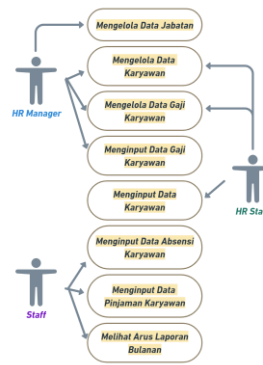 Mengelola Data Jabatan
Mengelola Data
Karyawan
HR Manager
Mengelola Data Gaji
Karyawan
Menginput Data Gaji
Karyawan
Menginput Data
Karyawan
HR Sta
Menginput Data Absensi
Karyawan
Menginput Data
Pinjaman Karyawan
Staff
Melihat Arus Laporan
Bulanan